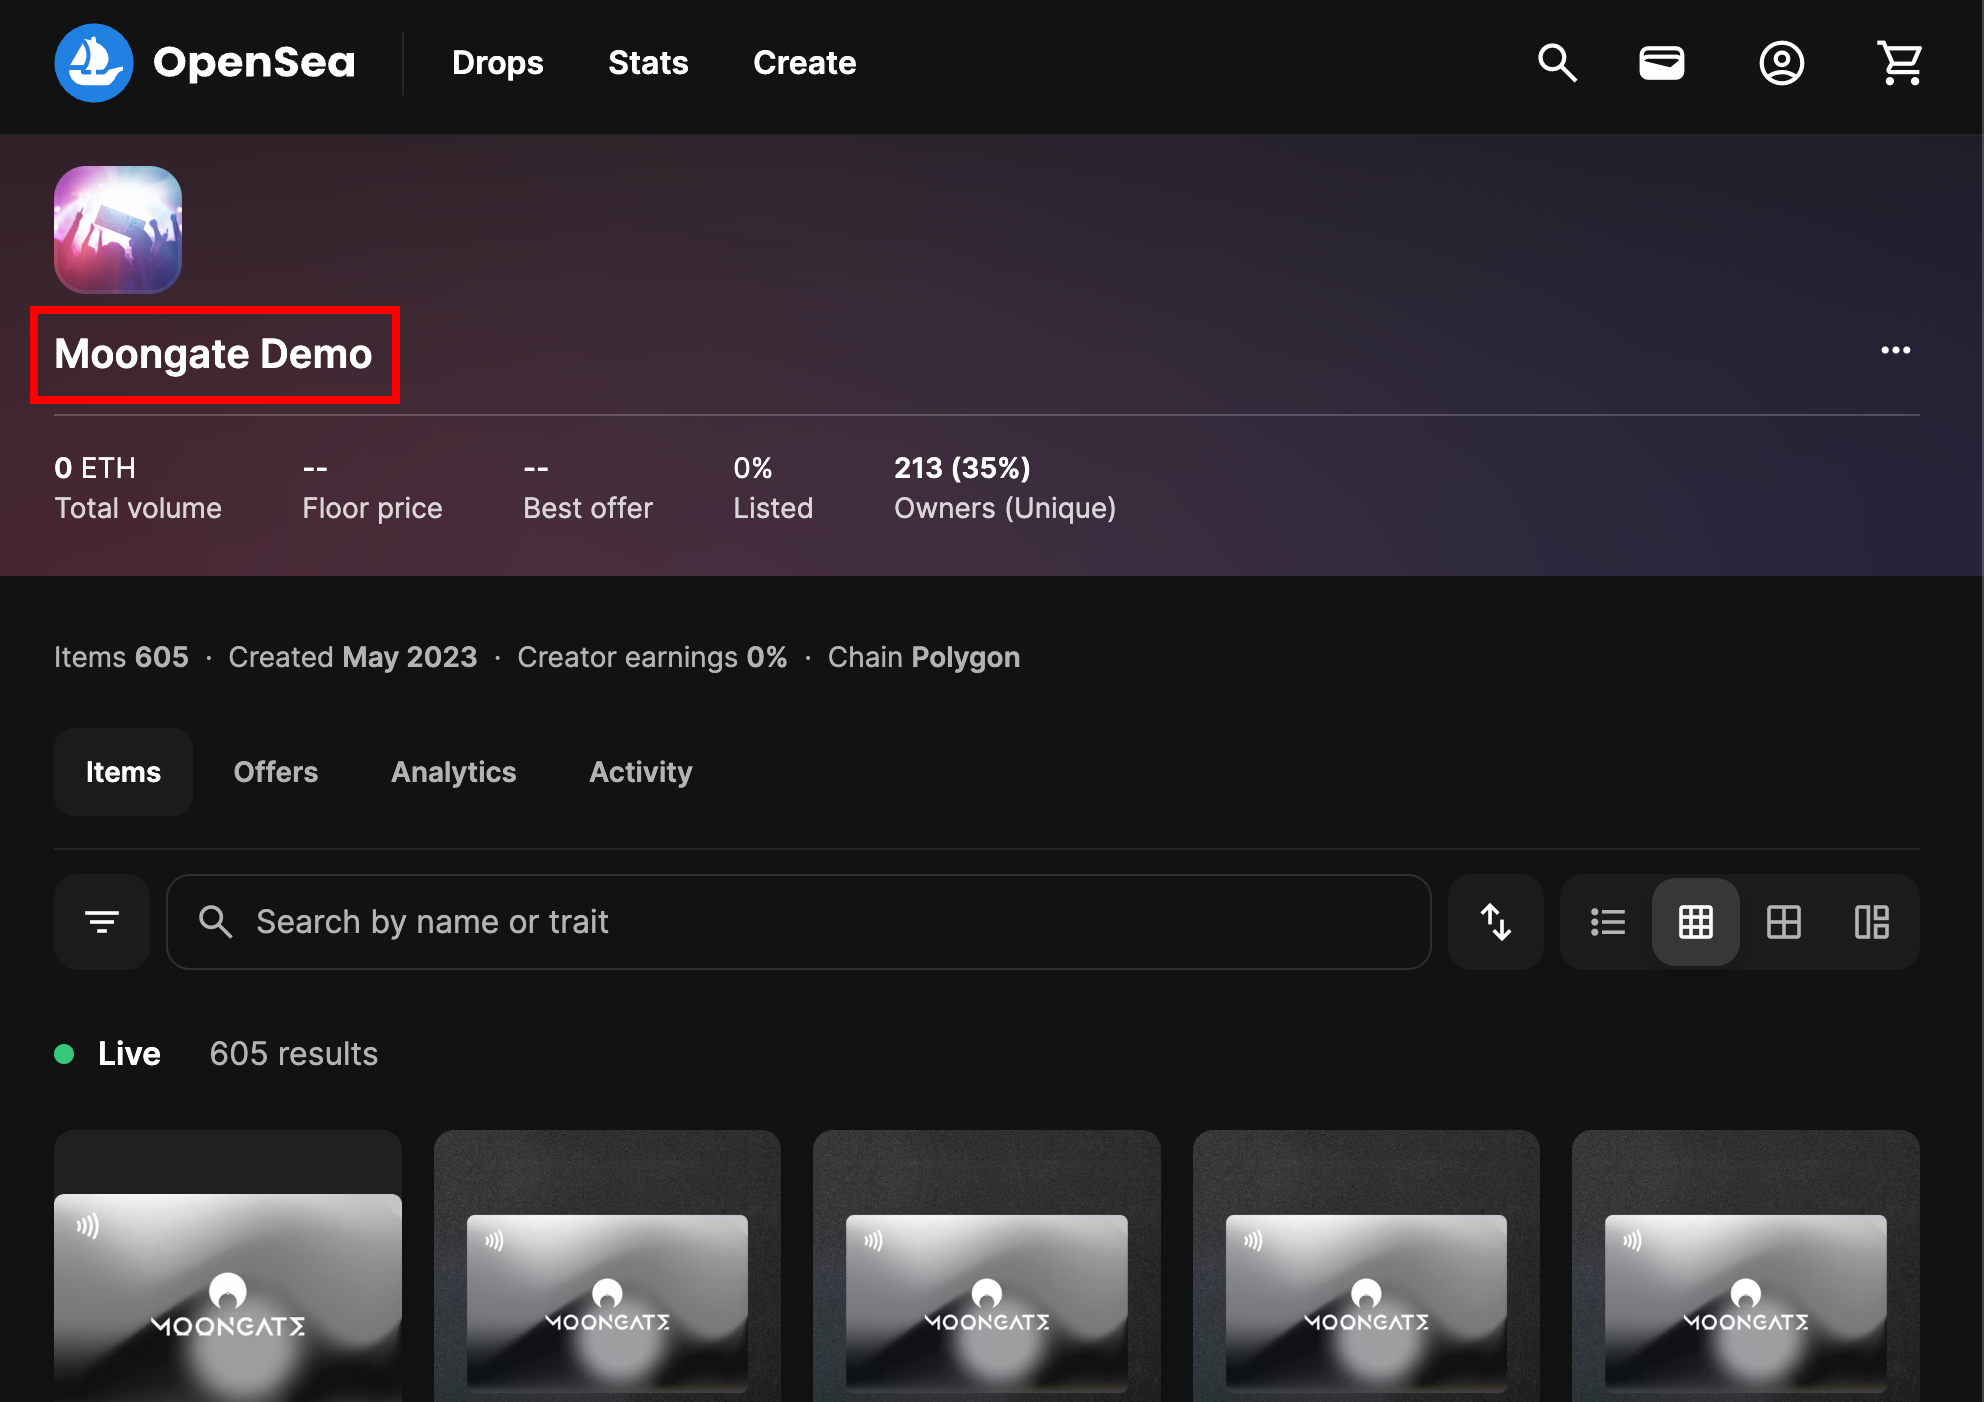 OpenSea Drops Stats Create
Moongate Demo
0 ETH -- -- 0% 213 (35%)
Total volume Floor price Best offer Listed Owners (Unique)
Items 605 · Created May 2023 · Creator earnings 0% · Chain Polygon
Items Offers Analytics Activity
Search by name or trait
Live 605 results
MOONGATE MOONGATE MOONGATE MOONGATE MOONGATE